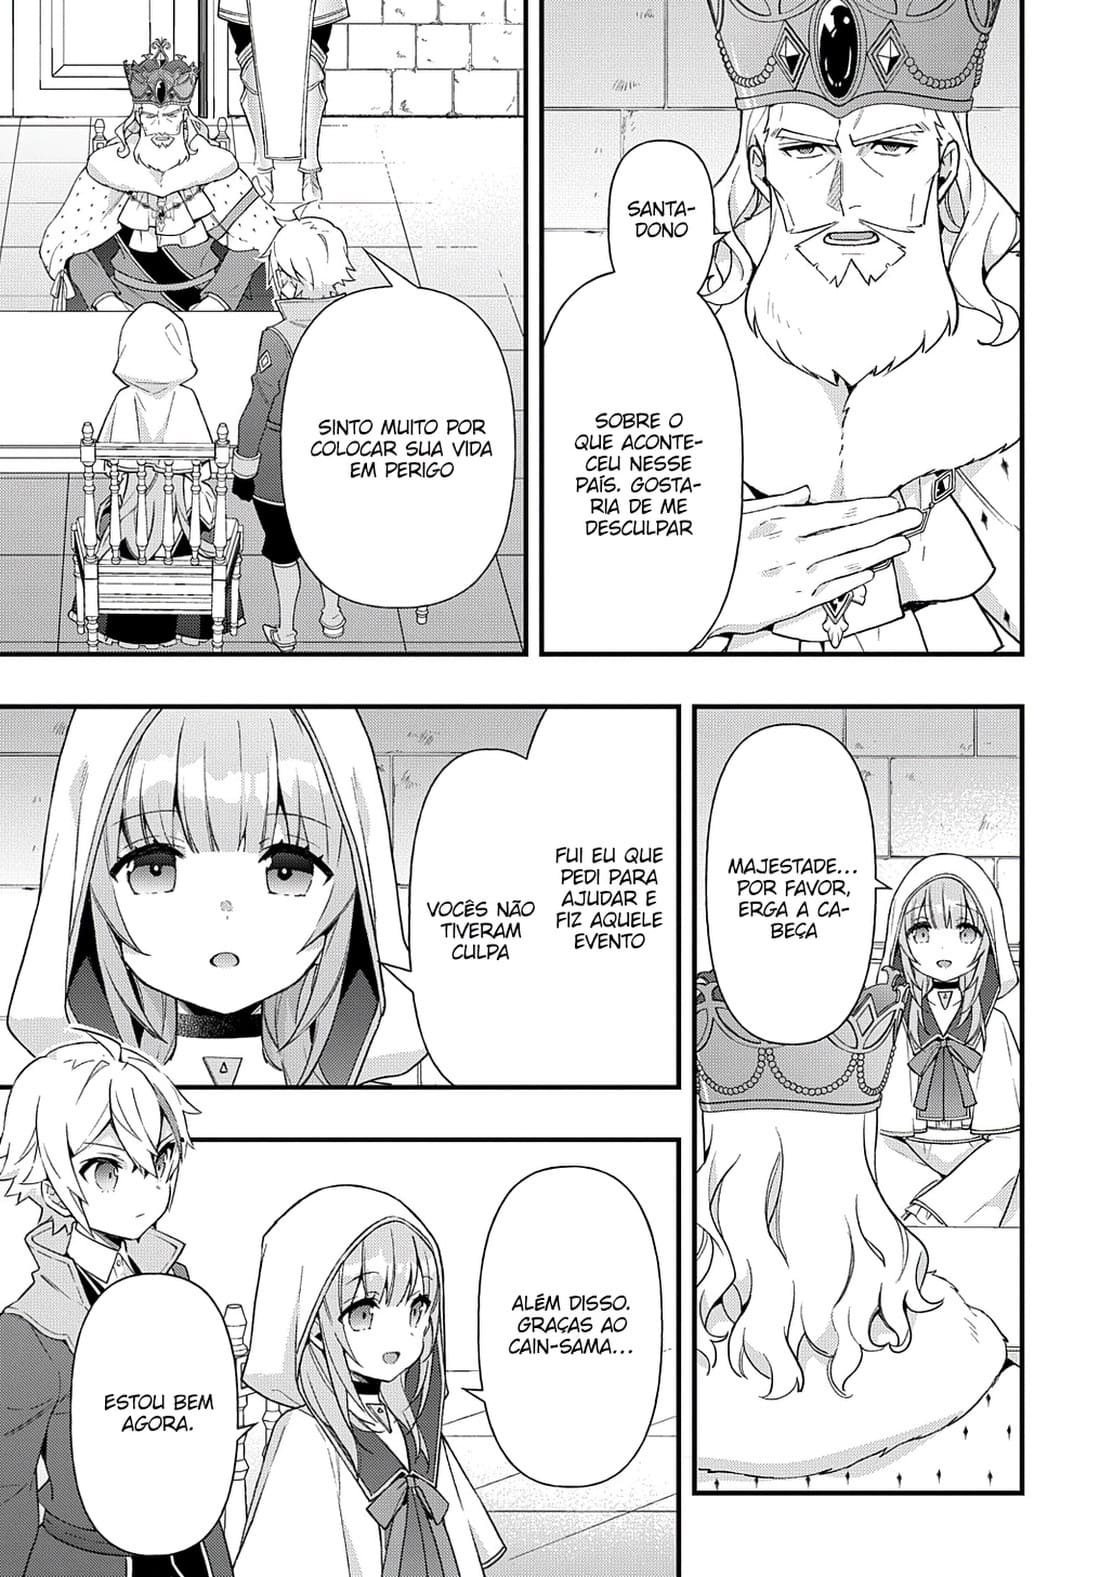 SANTA-
DONO
SOBRE O
QUE ACONTE-
CEU NESSE
PAÍS. GOSTA-
RIA DE ME
DESCULPAR
SINTO MUITO POR
COLOCAR SUA VIDA
EM PERIGO
MAJESTADE...
POR FAVOR,
ERGA A CA-
BEÇA
FUI EU QUE
PEDI PARA
AJUDAR E
FIZ AQUELE
EVENTO
VOCÊS NÃO
TIVERAM
CULPA
ALÉM DISSO.
GRAÇAS AO
CAIN-SAMA...
ESTOU BEM
AGORA.